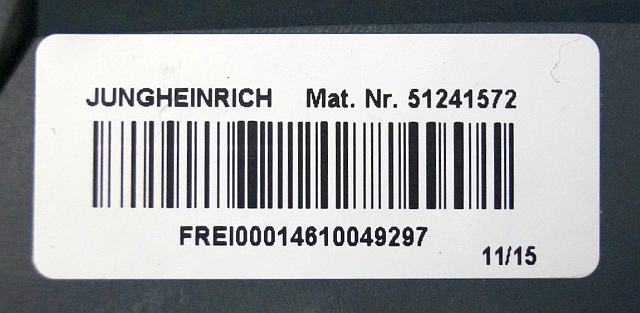 JUNGHEINRICH Mat. Nr. 51241572
FREI00014610049297
11/15